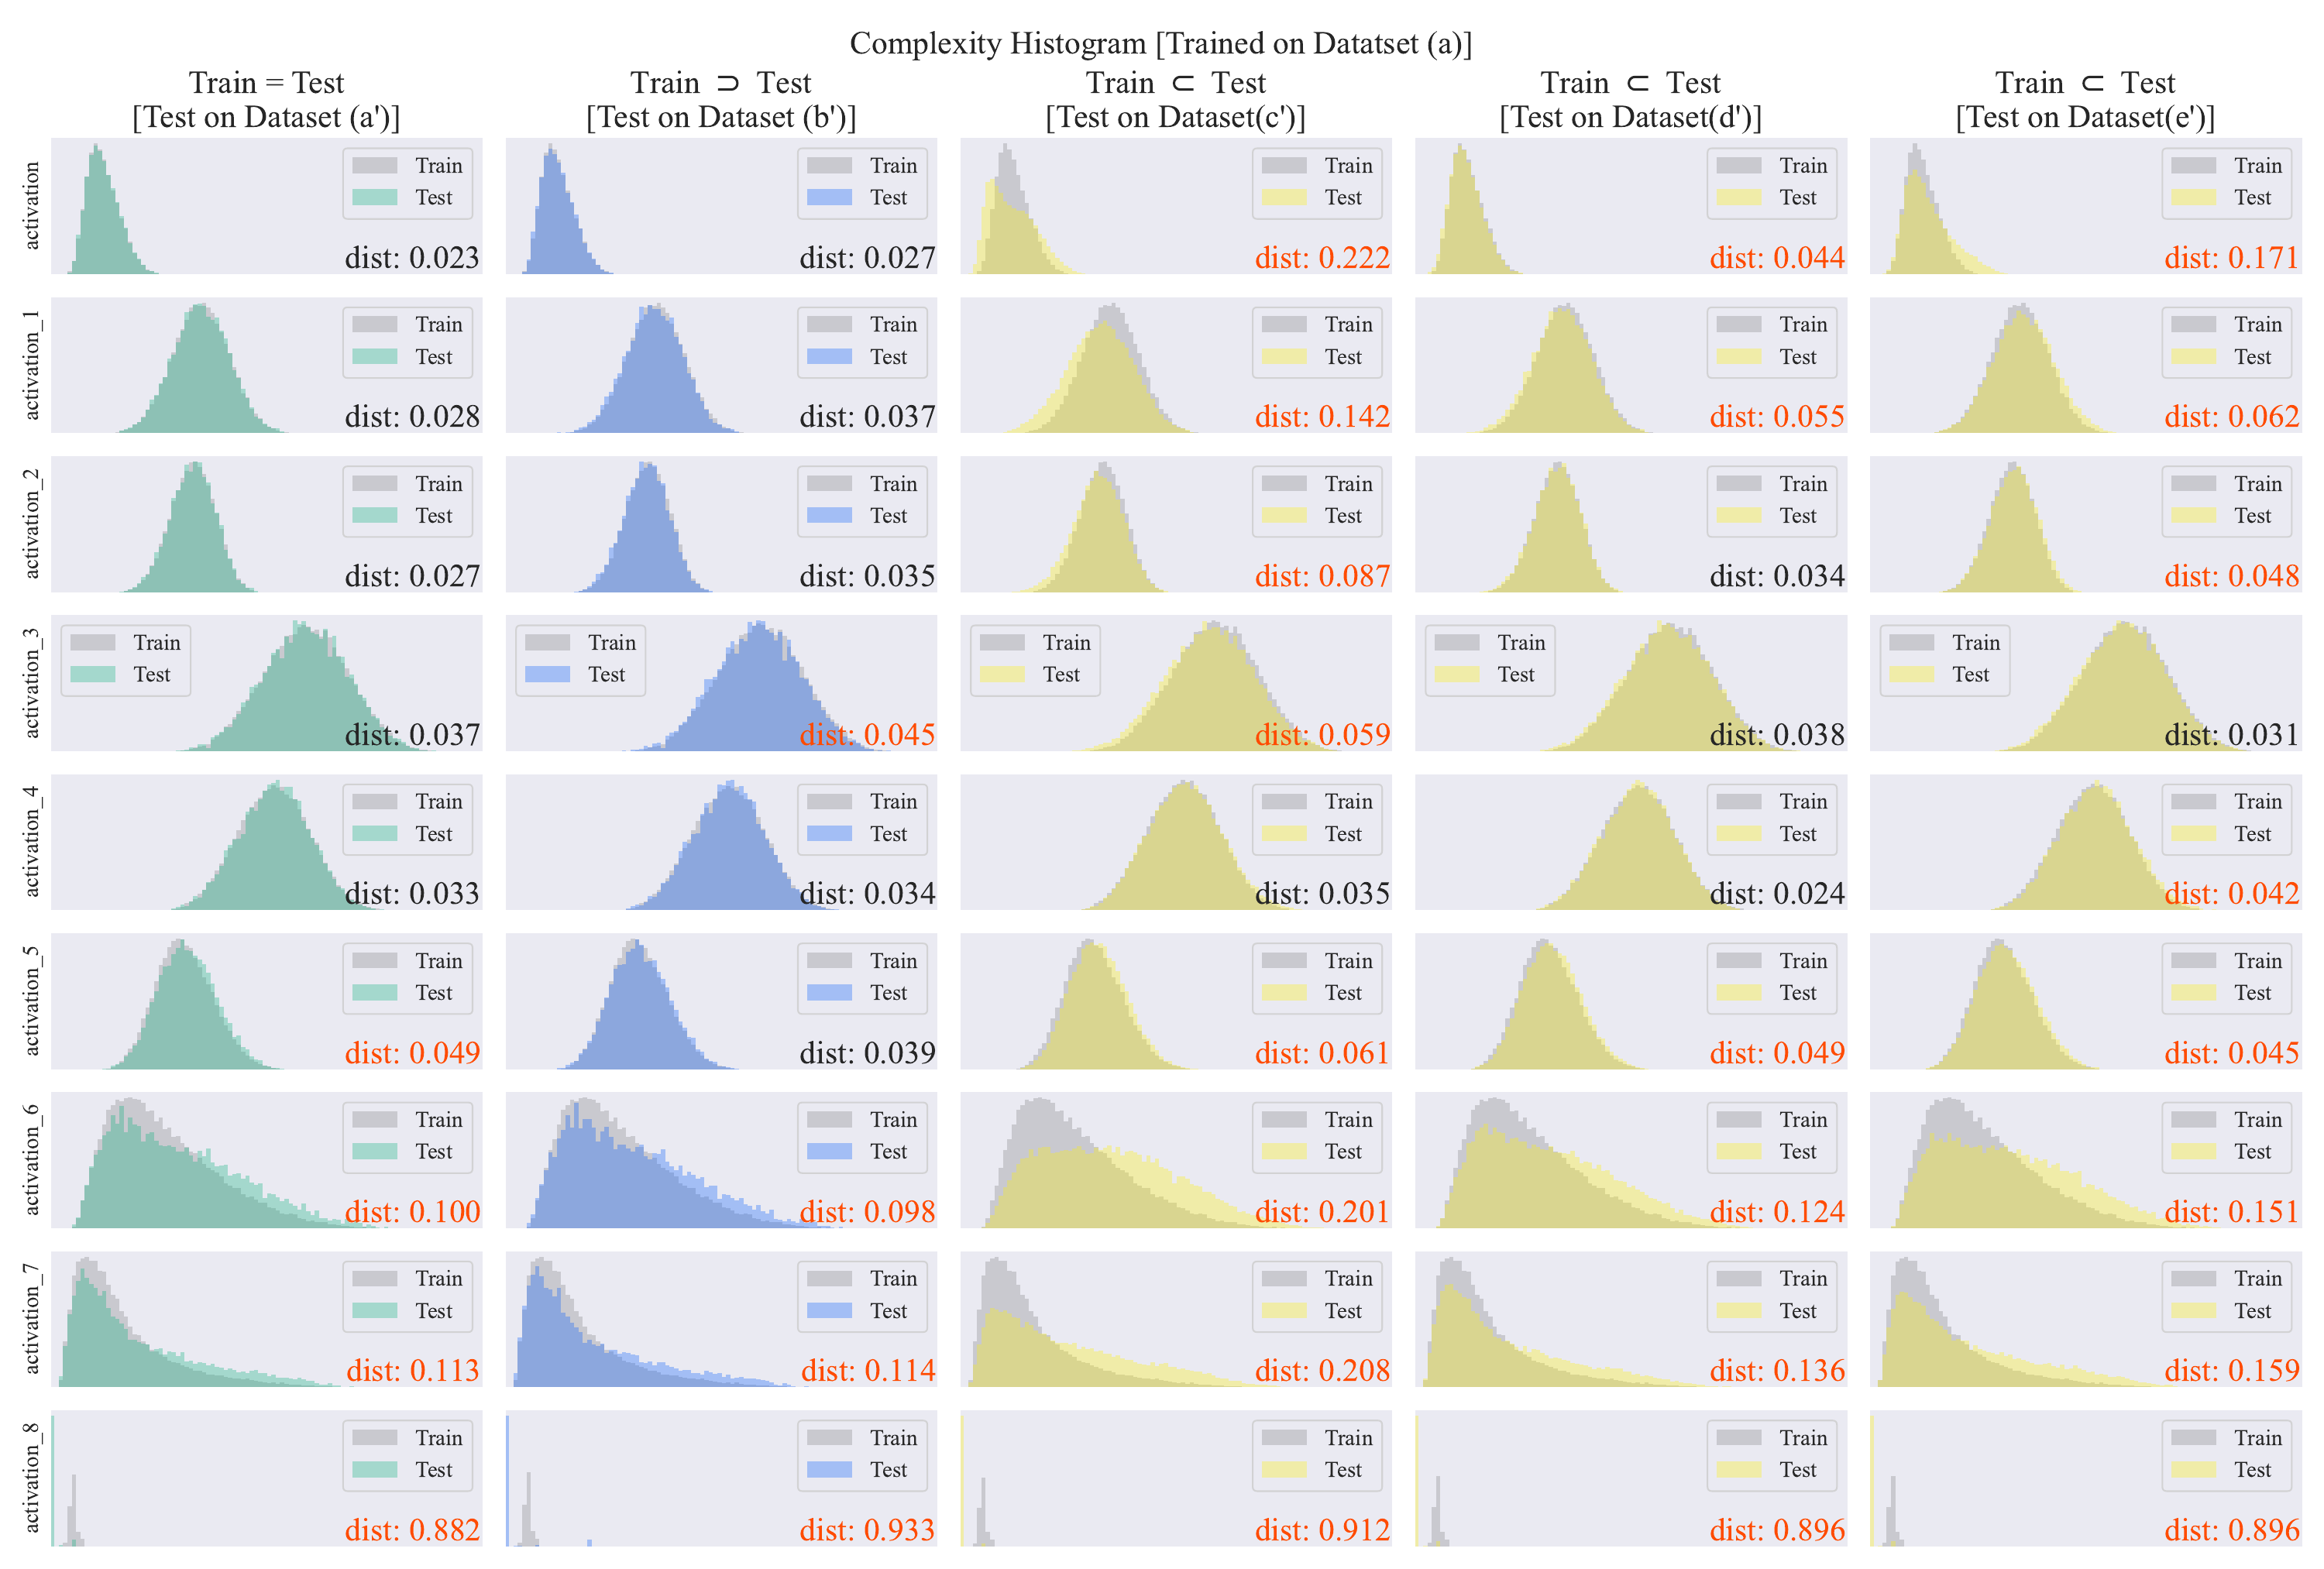 Complexity Histogram [Trained on Datatset (a)]
Train = Test
[Test on Dataset (a')]
Train ⊃ Test
[Test on Dataset (b')]
Train ⊂ Test
[Test on Dataset(c')]
Train ⊂ Test
[Test on Dataset(d')]
Train ⊂ Test
[Test on Dataset(e')]
activation
Train
Test
dist: 0.023
Train
Test
dist: 0.027
Train
Test
dist: 0.222
Train
Test
dist: 0.044
Train
Test
dist: 0.171
activation_1
Train
Test
dist: 0.028
Train
Test
dist: 0.037
Train
Test
dist: 0.142
Train
Test
dist: 0.055
Train
Test
dist: 0.062
activation_2
Train
Test
dist: 0.027
Train
Test
dist: 0.035
Train
Test
dist: 0.087
Train
Test
dist: 0.034
Train
Test
dist: 0.048
activation_3
Train
Test
dist: 0.037
Train
Test
dist: 0.045
Train
Test
dist: 0.059
Train
Test
dist: 0.038
Train
Test
dist: 0.031
activation_4
Train
Test
dist: 0.033
Train
Test
dist: 0.034
Train
Test
dist: 0.035
Train
Test
dist: 0.024
Train
Test
dist: 0.042
activation_5
Train
Test
dist: 0.049
Train
Test
dist: 0.039
Train
Test
dist: 0.061
Train
Test
dist: 0.049
Train
Test
dist: 0.045
activation_6
Train
Test
dist: 0.100
Train
Test
dist: 0.098
Train
Test
dist: 0.201
Train
Test
dist: 0.124
Train
Test
dist: 0.151
activation_7
Train
Test
dist: 0.113
Train
Test
dist: 0.114
Train
Test
dist: 0.208
Train
Test
dist: 0.136
Train
Test
dist: 0.159
activation_8
Train
Test
dist: 0.882
Train
Test
dist: 0.933
Train
Test
dist: 0.912
Train
Test
dist: 0.896
Train
Test
dist: 0.896